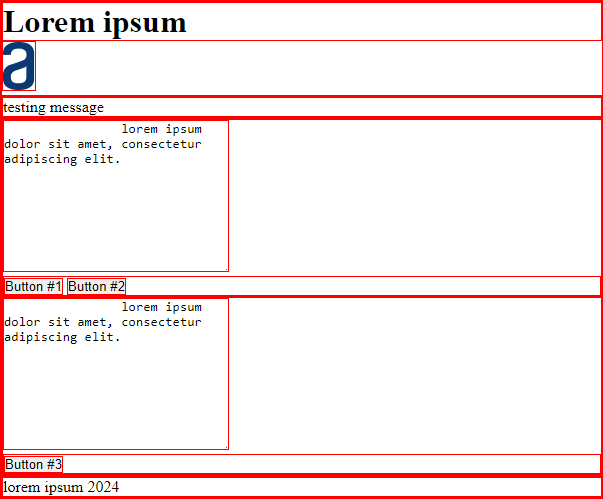 Lorem ipsum
a
testing message
lorem ipsum
dolor sit amet, consectetur
adipiscing elit.
Button #1 Button #2
lorem ipsum
dolor sit amet, consectetur
adipiscing elit.
Button #3
lorem ipsum 2024